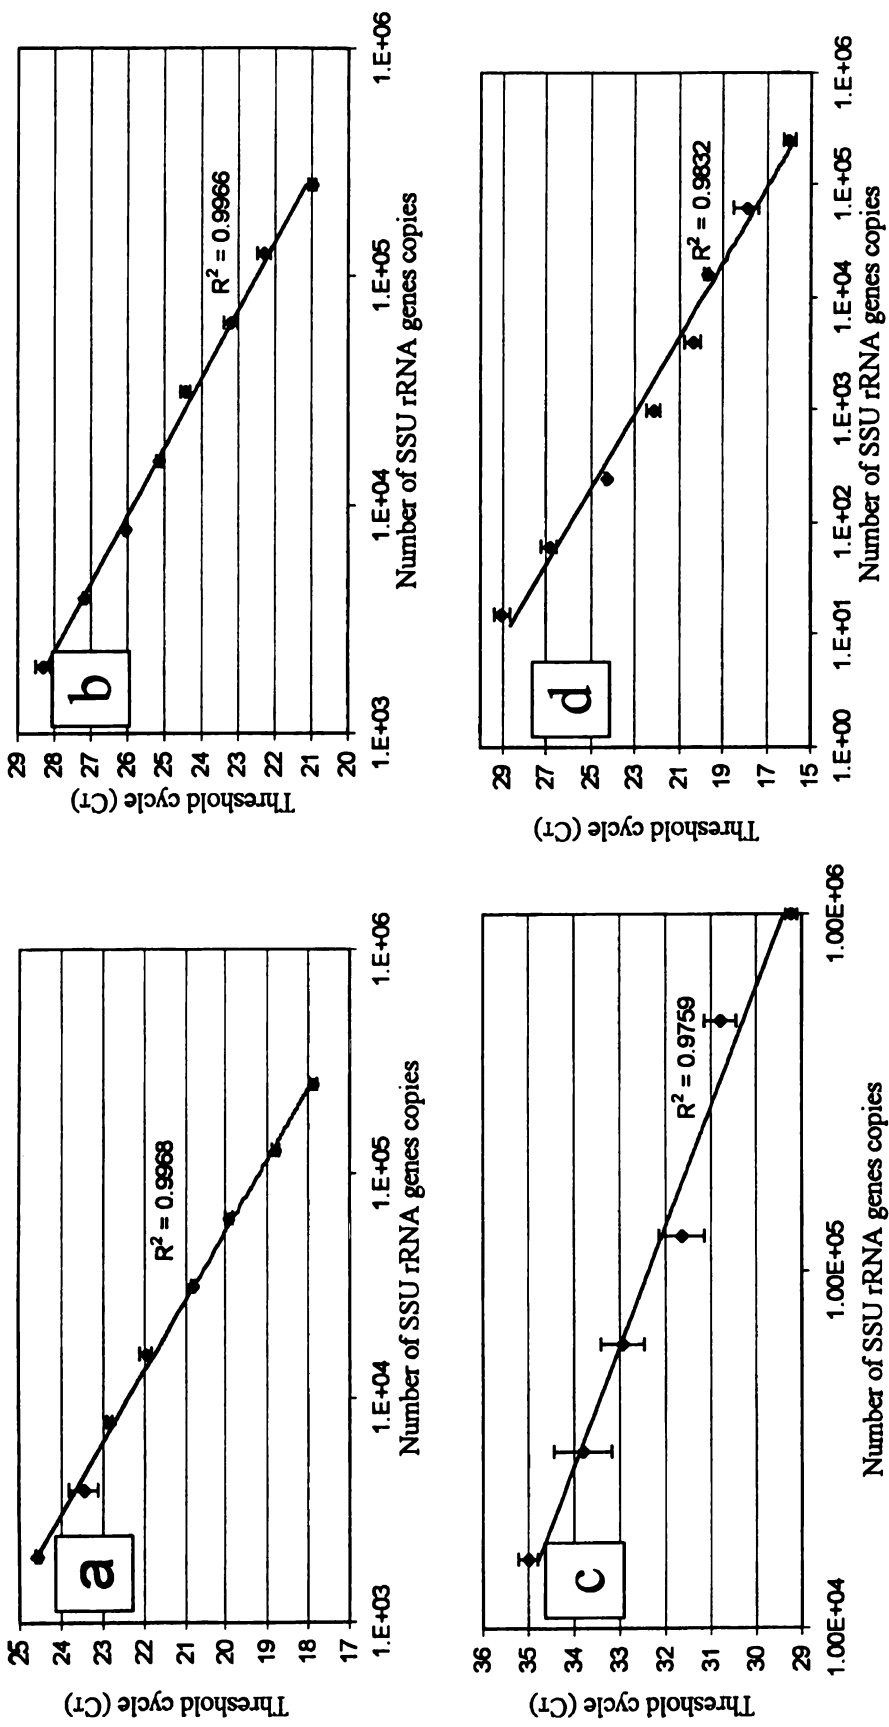 a
R² = 0.9968
25
24
23
22
21
20
19
18
17
1.E+03
1.E+04
1.E+05
1.E+06
Threshold cycle (CT)
Number of SSU rRNA genes copies
b
R² = 0.9966
29
28
27
26
25
24
23
22
21
20
1.E+03
1.E+04
1.E+05
1.E+06
Threshold cycle (CT)
Number of SSU rRNA genes copies
c
R² = 0.9759
36
35
34
33
32
31
30
29
1.00E+04
1.00E+05
1.00E+06
Threshold cycle (CT)
Number of SSU rRNA genes copies
d
R² = 0.9832
29
27
25
23
21
19
17
15
1.E+00
1.E+01
1.E+02
1.E+03
1.E+04
1.E+05
1.E+06
Threshold cycle (CT)
Number of SSU rRNA genes copies